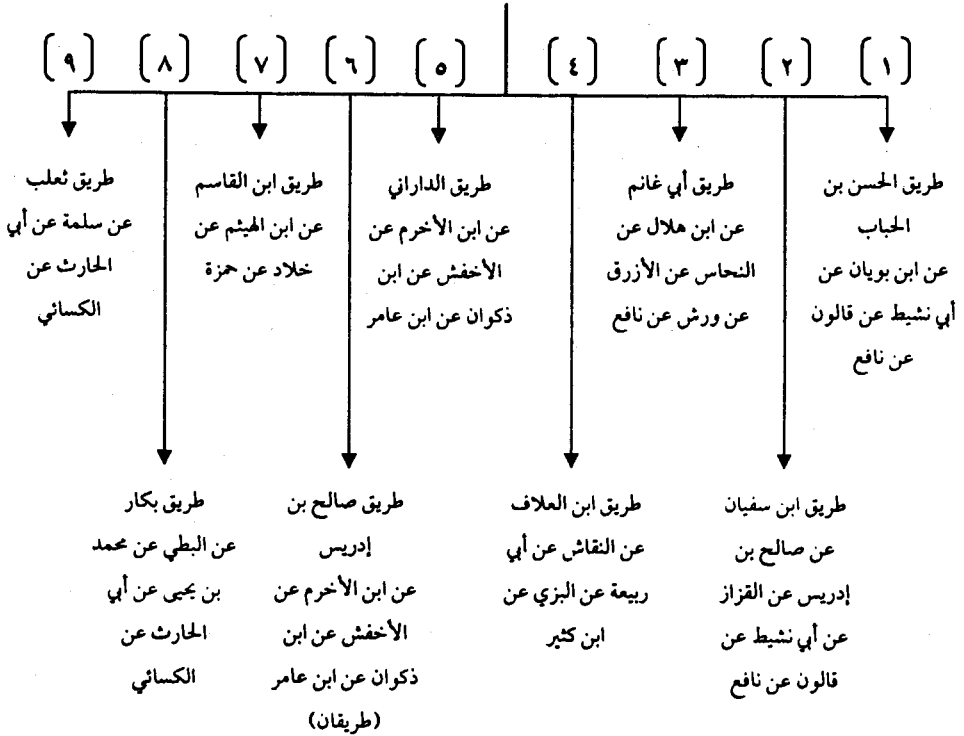 [١] [٢] [٣] [٤] [٥] [٦] [٧] [٨] [٩]
طريق الحسن بن
الحباب
عن ابن بويان عن
أبي نشيط عن قالون
عن نافع
طريق ابن سفيان
عن صالح بن
إدريس عن القزاز
عن أبي نشيط عن
قالون عن نافع
طريق أبي غانم
عن ابن هلال عن
النحاس عن الأزرق
عن ورش عن نافع
طريق ابن العلاف
عن النقاش عن أبي
ربيعة عن البزي عن
ابن كثير
طريق الداراني
عن ابن الأخرم عن
الأخفش عن ابن
ذكوان عن ابن عامر
طريق صالح بن
إدريس
عن ابن الأخرم عن
الأخفش عن ابن
ذكوان عن ابن عامر
(طريقان)
طريق ابن القاسم
عن ابن الهيثم عن
خلاد عن حمزة
طريق بكار
عن البطي عن محمد
بن يحيى عن أبي
الحارث عن
الكسائي
طريق ثعلب
عن سلمة عن أبي
الحارث عن
الكسائي